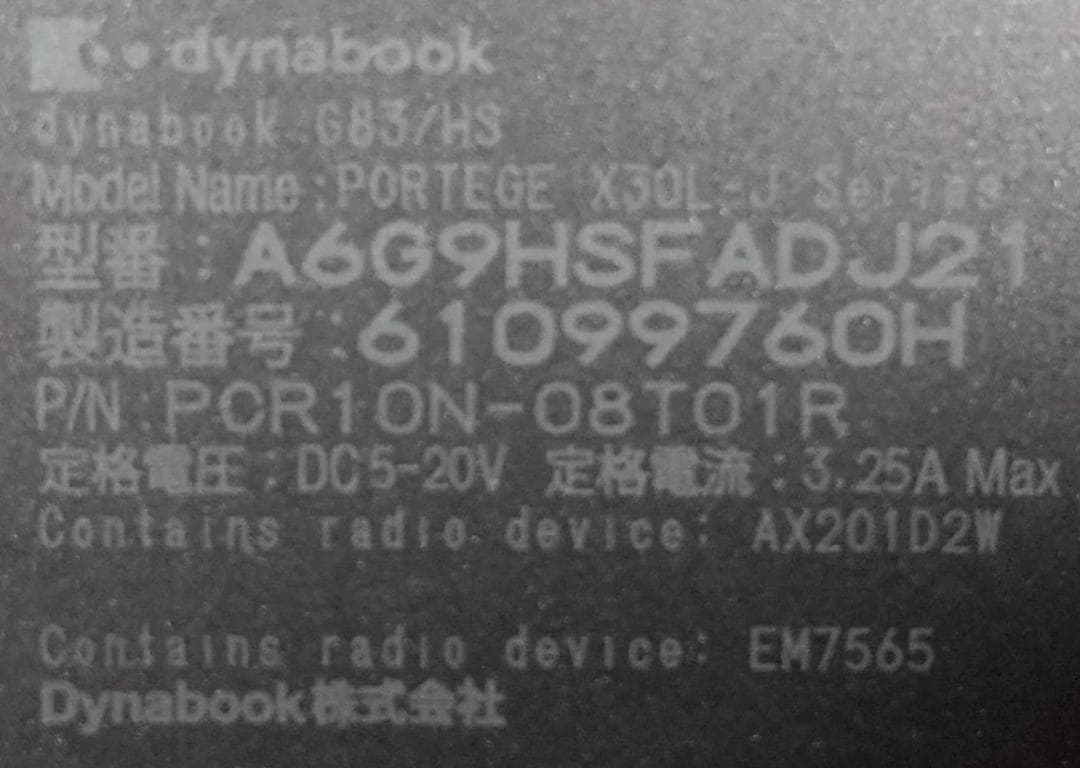 dynabook
dynabook G83/HS
Model Name : PORTEGE X30L-J Series
型番 : A6G9HSFADJ21
製造番号 : 61099760H
P/N : PCR10N-08T01R
定格電圧 : DC5-20V 定格電流 : 3.25A Max
Contains radio device: AX201D2W
Contains radio device: EM7565
Dynabook株式会社